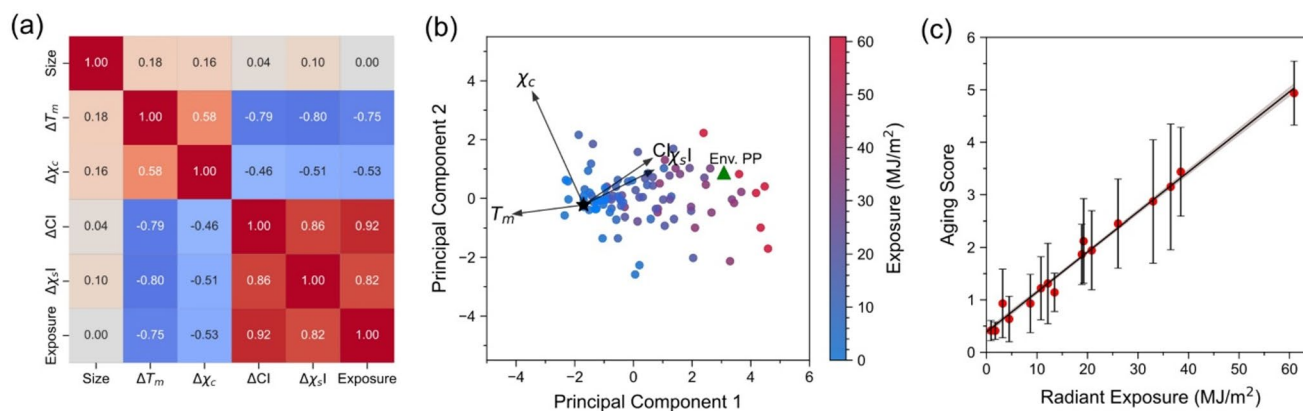 (a)
Size
1.00
0.18
0.16
0.04
0.10
0.00
ΔTm
0.18
1.00
0.58
-0.79
-0.80
-0.75
Δχc
0.16
0.58
1.00
-0.46
-0.51
-0.53
ΔCI
0.04
-0.79
-0.46
1.00
0.86
0.92
ΔχsI
0.10
-0.80
-0.51
0.86
1.00
0.82
Exposure
0.00
-0.75
-0.53
0.92
0.82
1.00
Size
ΔTm
Δχc
ΔCI
ΔχsI
Exposure
(b)
Principal Component 2
4
2
0
−2
−4
χc
Tm
CI
χsI
Env. PP
−4
−2
0
2
4
6
Principal Component 1
60
50
40
30
20
10
0
Exposure (MJ/m²)
(c)
Aging Score
6
5
4
3
2
1
0
0
10
20
30
40
50
60
Radiant Exposure (MJ/m²)